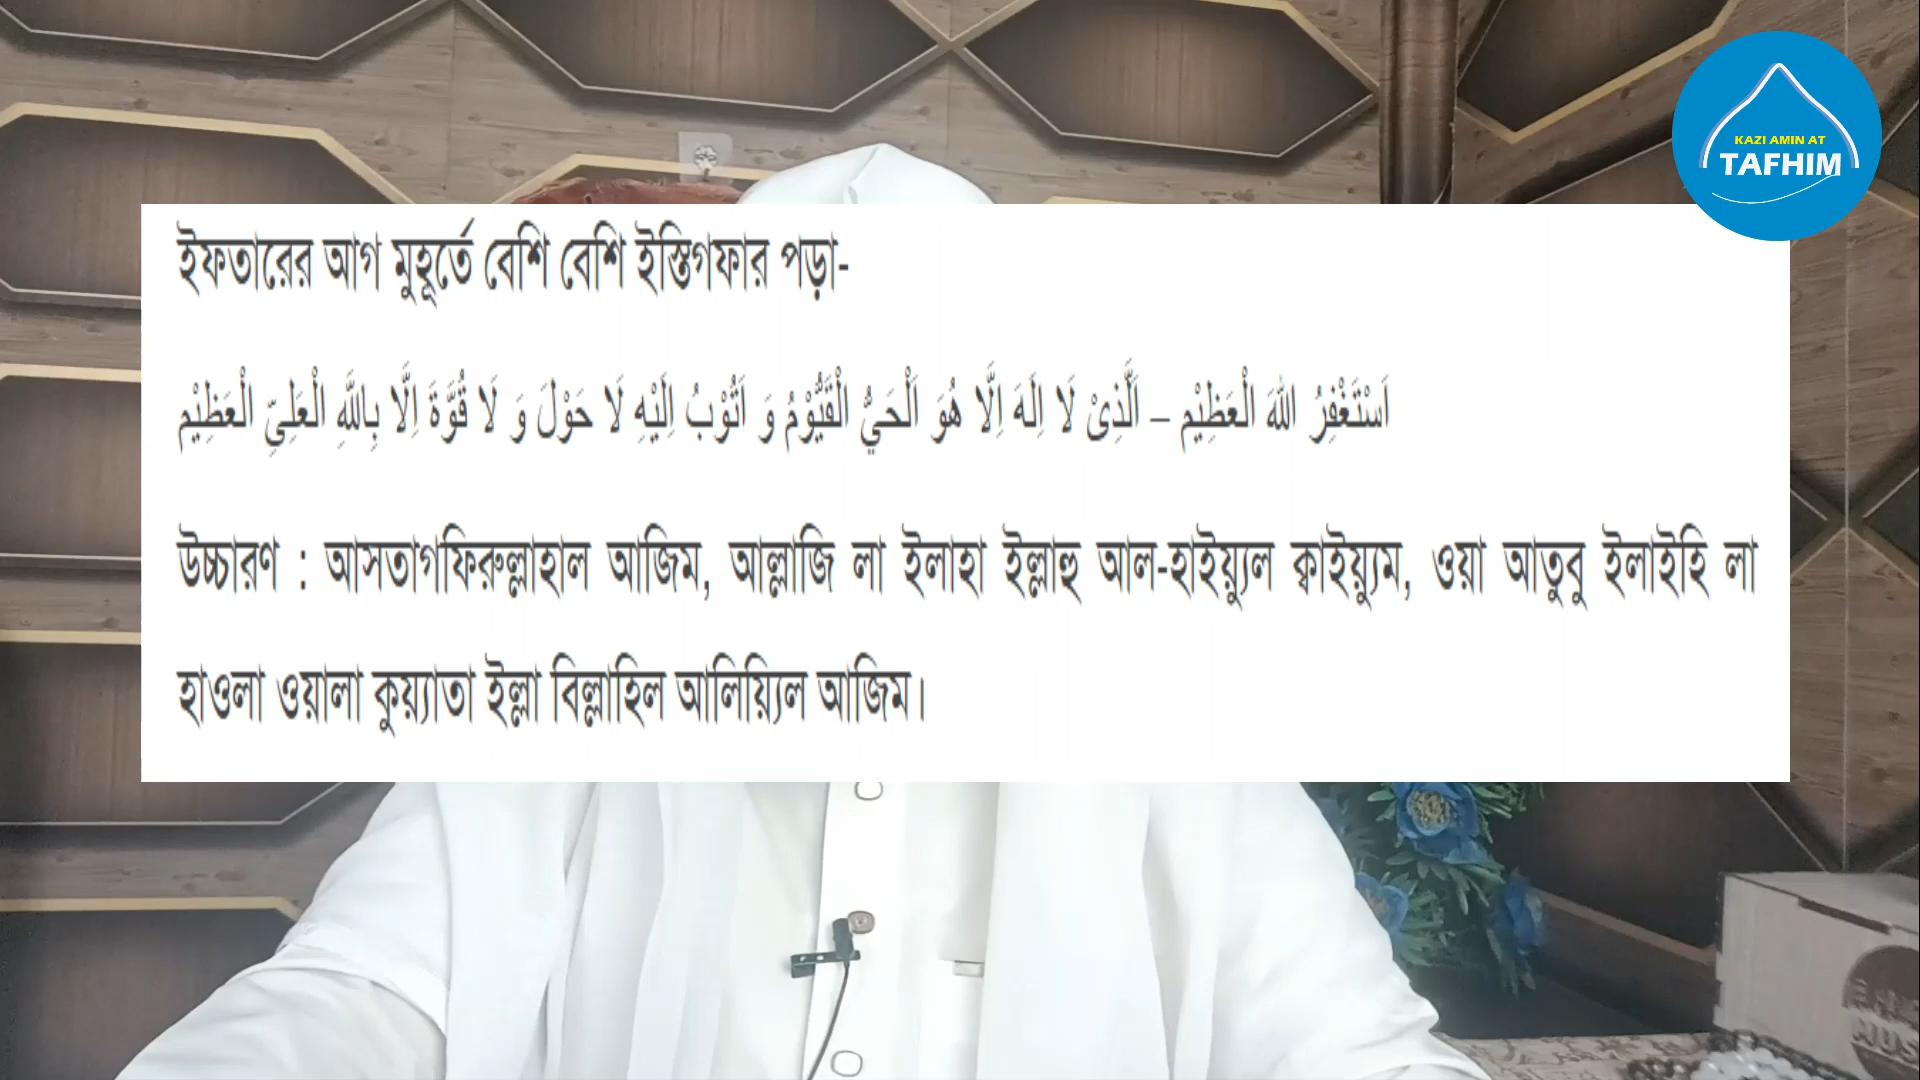 KAZI AMIN AT
TAFHIM
ইফতারের আগ মুহূর্তে বেশি বেশি ইস্তিগফার পড়া-
اَسْتَغْفِرُ اللهَ الْعَظِيْم – اَلَّذِىْ لَا اِلَهَ اِلَّا هُوَ اَلْحَيُّ الْقَيُّوْمُ وَ اَتُوْبُ اِلَيْهِ لَا حَوْلَ وَ لَا قُوَّةَ اِلَّا بِاللَّهِ الْعَلِىِّ الْعَظِيْم
উচ্চারণ : আসতাগফিরুল্লাহাল আজিম, আল্লাজি লা ইলাহা ইল্লাহু আল-হাইয়্যুল ক্বাইয়্যুম, ওয়া আতুবু ইলাইহি লা
হাওলা ওয়ালা কুয়্যাতা ইল্লা বিল্লাহিল আলিয়্যিল আজিম।